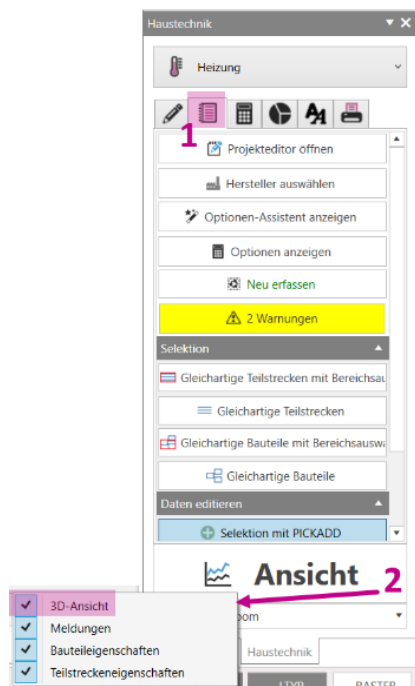 Haustechnik
Heizung
1
Projekteditor öffnen
Hersteller auswählen
Optionen-Assistent anzeigen
Optionen anzeigen
Neu erfassen
2 Warnungen
Selektion
Gleichartige Teilstrecken mit Bereichsau
Gleichartige Teilstrecken
Gleichartige Bauteile mit Bereichsauswa
Gleichartige Bauteile
Daten editieren
Selektion mit PICKADD
Ansicht
2
3D-Ansicht
oom
Meldungen
Bauteileigenschaften
Haustechnik
Teilstreckeneigenschaften
LTYP RASTER